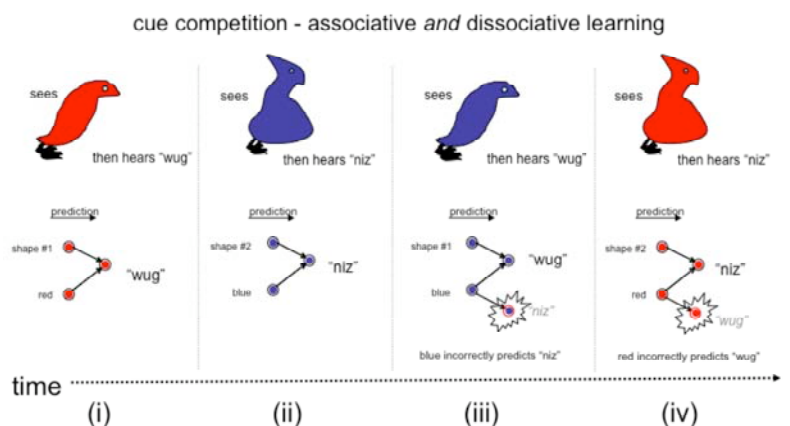 cue competition - associative and dissociative learning
sees
then hears "wug"
sees
then hears "niz"
sees
then hears "wug"
sees
then hears "niz"
prediction
shape #1
red
"wug"
prediction
shape #2
blue
"niz"
prediction
shape #1
blue
"wug"
"niz"
blue incorrectly predicts "niz"
prediction
shape #2
red
"niz"
"wug"
red incorrectly predicts "wug"
time
(i)
(ii)
(iii)
(iv)